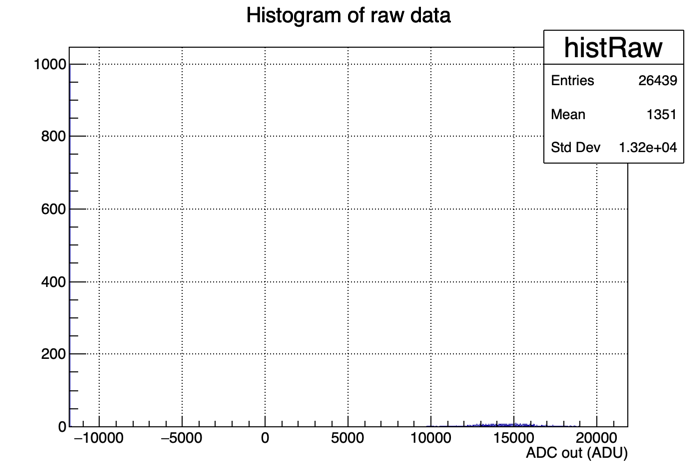 Histogram of raw data
histRaw
Entries 26439
Mean 1351
Std Dev 1.32e+04
1000
800
600
400
200
0
−10000 −5000 0 5000 10000 15000 20000
ADC out (ADU)